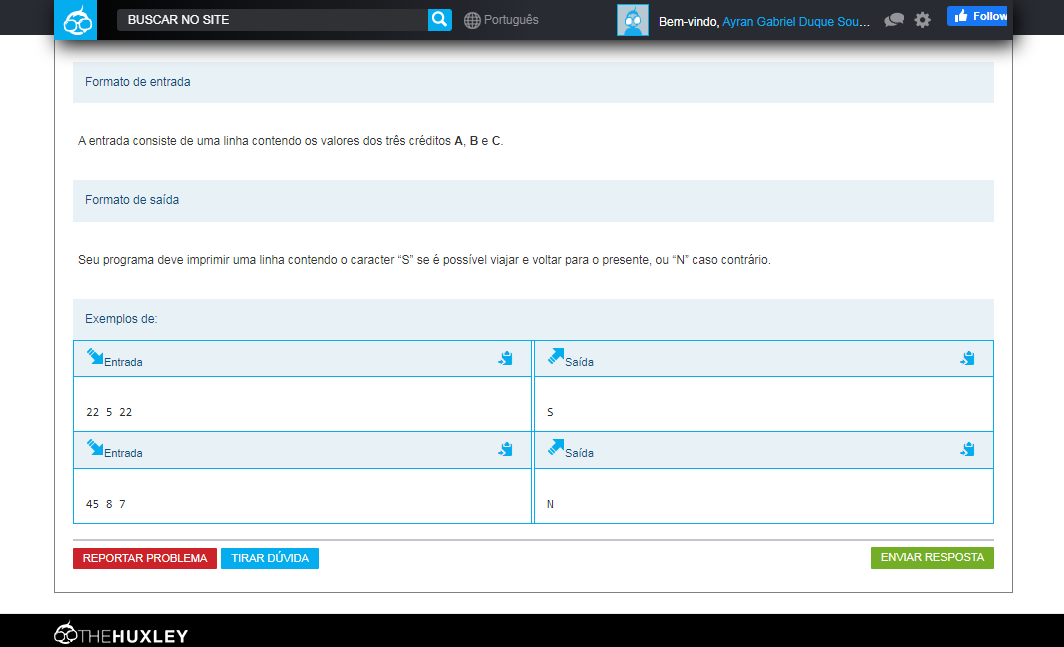 BUSCAR NO SITE
Português
Bem-vindo, Ayran Gabriel Duque Sou...
Follow
Formato de entrada
A entrada consiste de uma linha contendo os valores dos três créditos A, B e C.
Formato de saída
Seu programa deve imprimir uma linha contendo o caracter “S” se é possível viajar e voltar para o presente, ou “N” caso contrário.
Exemplos de:
Entrada
Saída
22 5 22
S
Entrada
Saída
45 8 7
N
REPORTAR PROBLEMA
TIRAR DÚVIDA
ENVIAR RESPOSTA
THEHUXLEY